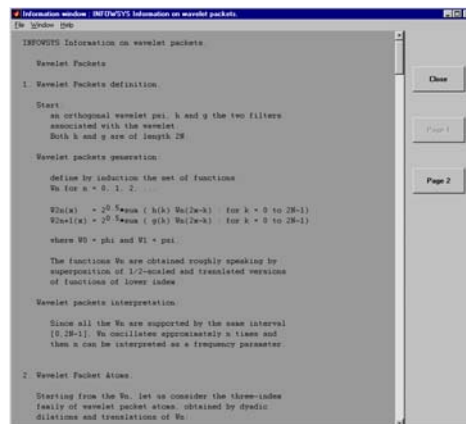 Information window : INFOWSYS Information on wavelet packets.
File Window Help
INFOWSYS Information on wavelet packets.
Wavelet Packets
1. Wavelet Packets definition.
Start:
an orthogonal wavelet psi, h and g the two filters
associated with the wavelet.
Both h and g are of length 2N.
Wavelet packets generation:
define by induction the set of functions
Wn for n = 0, 1, 2, ...
W2n(x) = 2^0.5*sum ( h(k) Wn(2x-k) : for k = 0 to 2N-1)
W2n+1(x) = 2^0.5*sum ( g(k) Wn(2x-k) : for k = 0 to 2N-1)
where W0 = phi and W1 = psi.
The functions Wn are obtained roughly speaking by
superposition of 1/2-scaled and translated versions
of functions of lower index.
Wavelet packets interpretation:
Since all the Wn are supported by the same interval
[0,2N-1], Wn oscillates approximately n times and
then n can be interpreted as a frequency parameter.
2. Wavelet Packet Atoms.
Starting from the Wn, let us consider the three-index
family of wavelet packet atoms, obtained by dyadic
dilations and translations of Wn:
Close
Page 1
Page 2